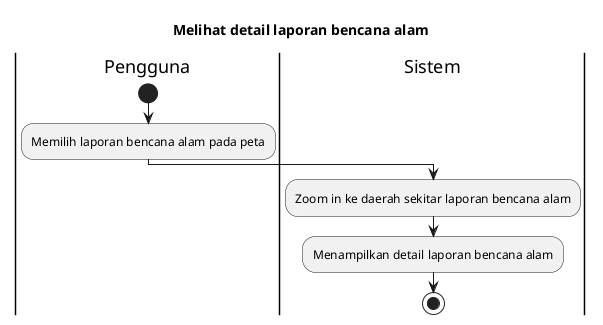 Melihat detail laporan bencana alam
Pengguna
Sistem
Memilih laporan bencana alam pada peta
Zoom in ke daerah sekitar laporan bencana alam
Menampilkan detail laporan bencana alam